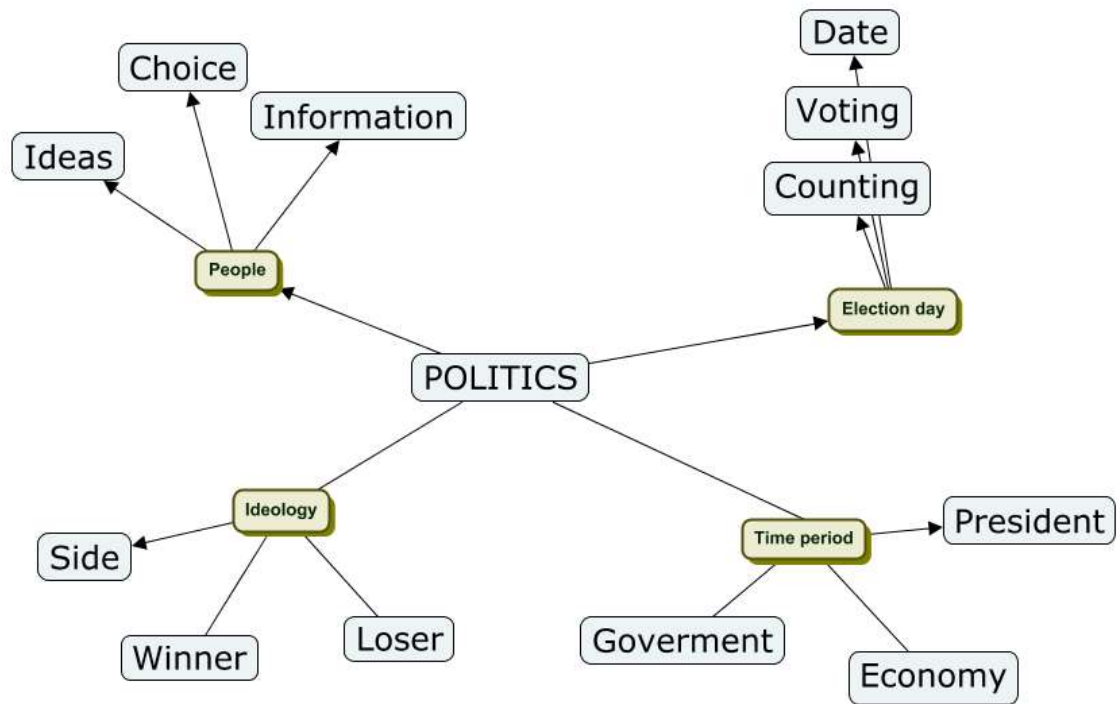 Date
Choice
Voting
Information
Ideas
Counting
People
Election day
POLITICS
Ideology
Time period
President
Side
Winner
Loser
Goverment
Economy